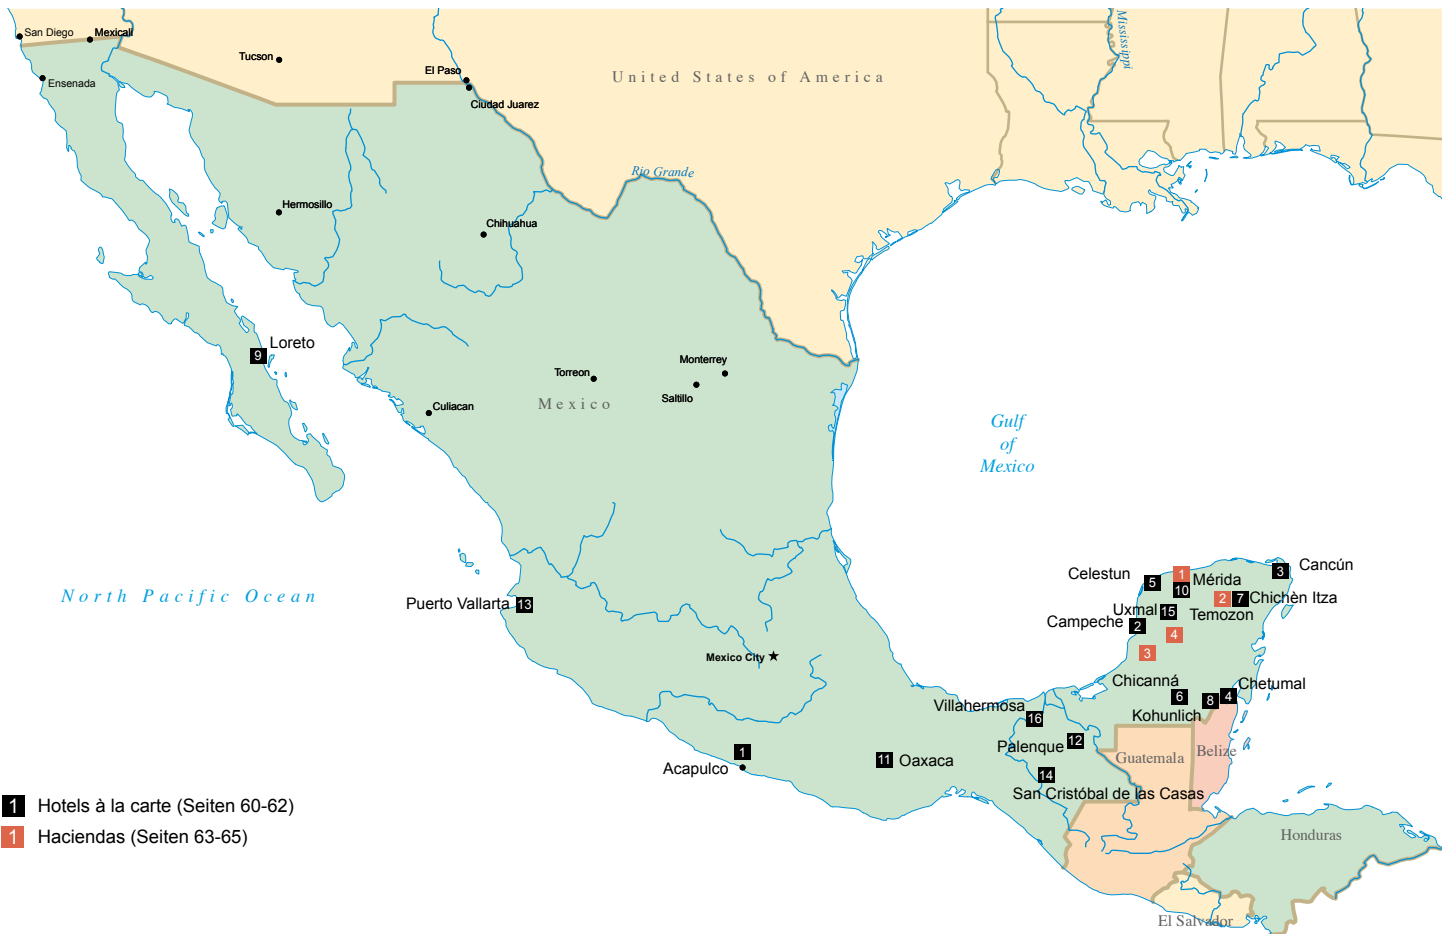 San Diego
Mexicali
Ensenada
Tucson
El Paso
Ciudad Juarez
United States of America
Mississippi
Rio Grande
Hermosillo
Chihuahua
9
Loreto
Culiacan
Torreon
Monterrey
Saltillo
Mexico
Gulf
of
Mexico
North Pacific Ocean
Puerto Vallarta
13
Mexico City
Celestun
5
1
10
Mérida
3
Cancún
2
7
Chichen Itza
Uxmal
15
Temozon
Campeche
2
4
3
Chicanná
6
8
4
Chetumal
Kohunlich
Villahermosa
16
Palenque
12
14
San Cristóbal de las Casas
Guatemala
Belize
1
Acapulco
11
Oaxaca
Honduras
El Salvador
1 Hotels à la carte (Seiten 60-62)
1 Haciendas (Seiten 63-65)